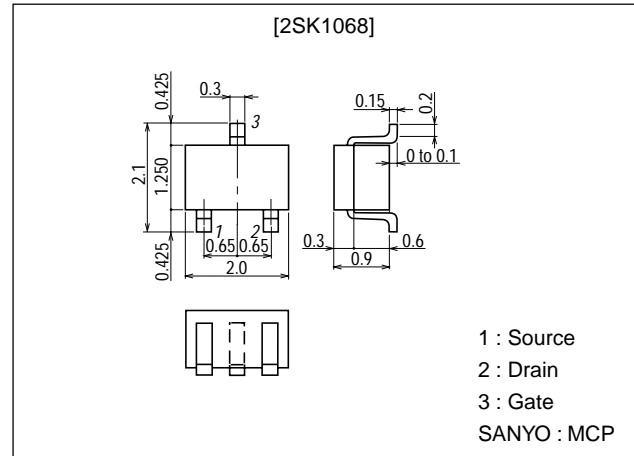 [2SK1068]
0.425
0.3
3
0.15
0.2
2.1
1.250
0 to 0.1
1
2
0.65 0.65
0.425
2.0
0.3
0.6
0.9
1 : Source
2 : Drain
3 : Gate
SANYO : MCP